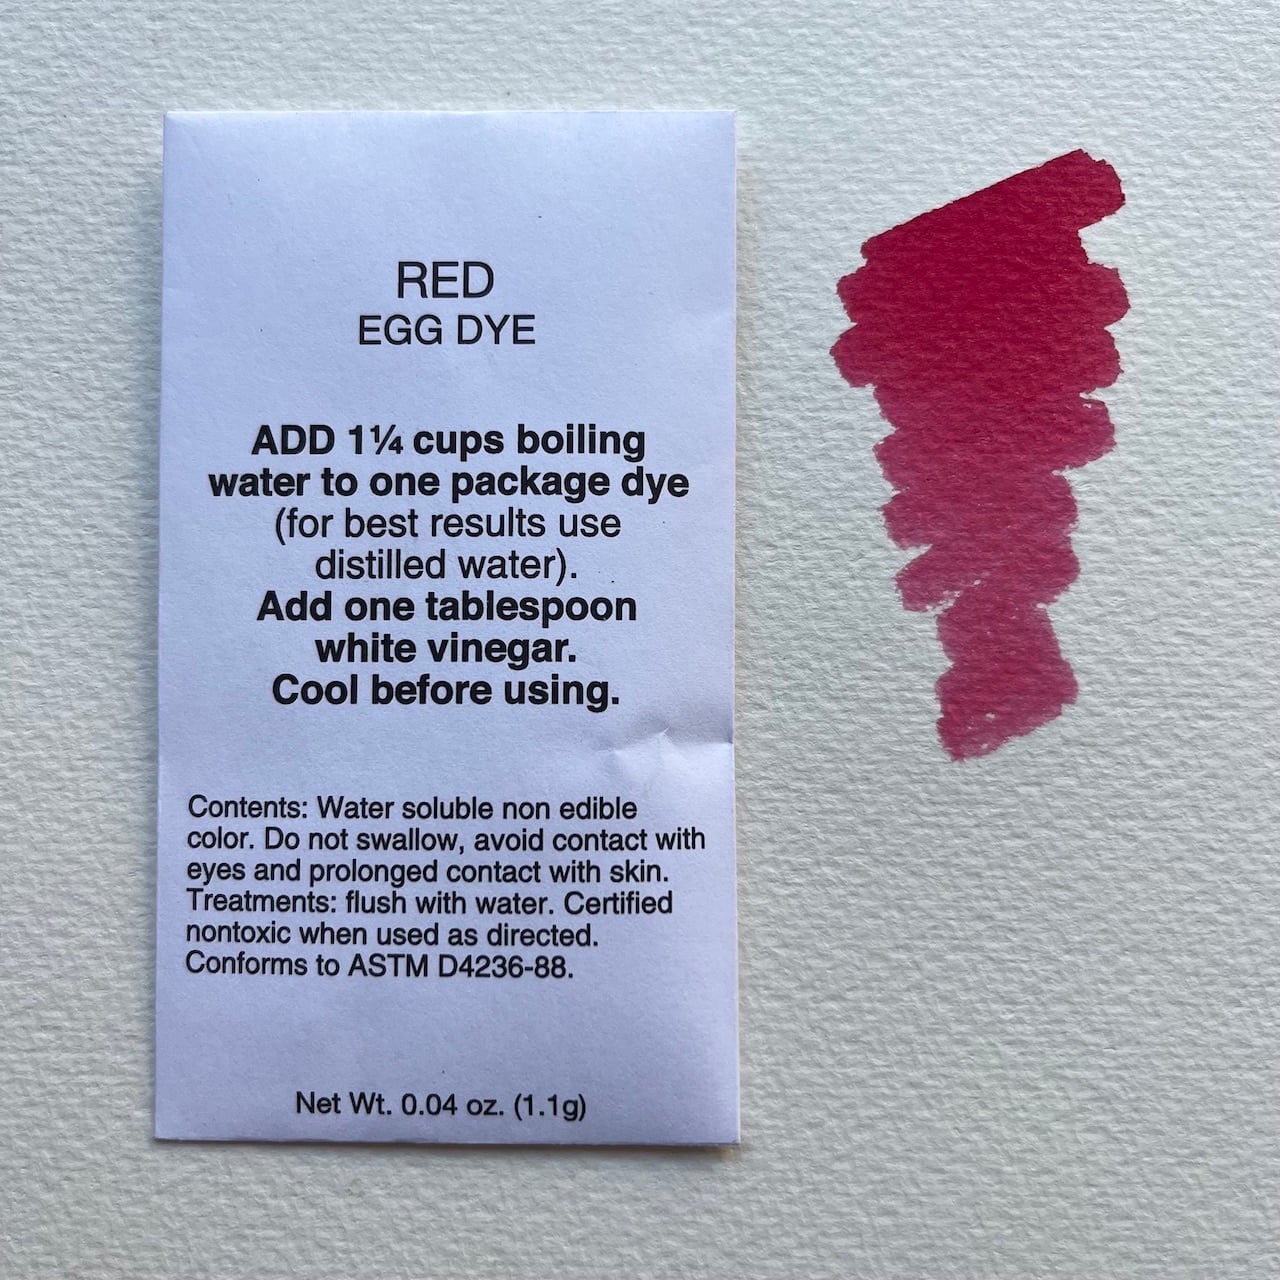 RED
EGG DYE
ADD 1¼ cups boiling
water to one package dye
(for best results use
distilled water).
Add one tablespoon
white vinegar.
Cool before using.
Contents: Water soluble non edible
color. Do not swallow, avoid contact with
eyes and prolonged contact with skin.
Treatments: flush with water. Certified
nontoxic when used as directed.
Conforms to ASTM D4236-88.
Net Wt. 0.04 oz. (1.1g)